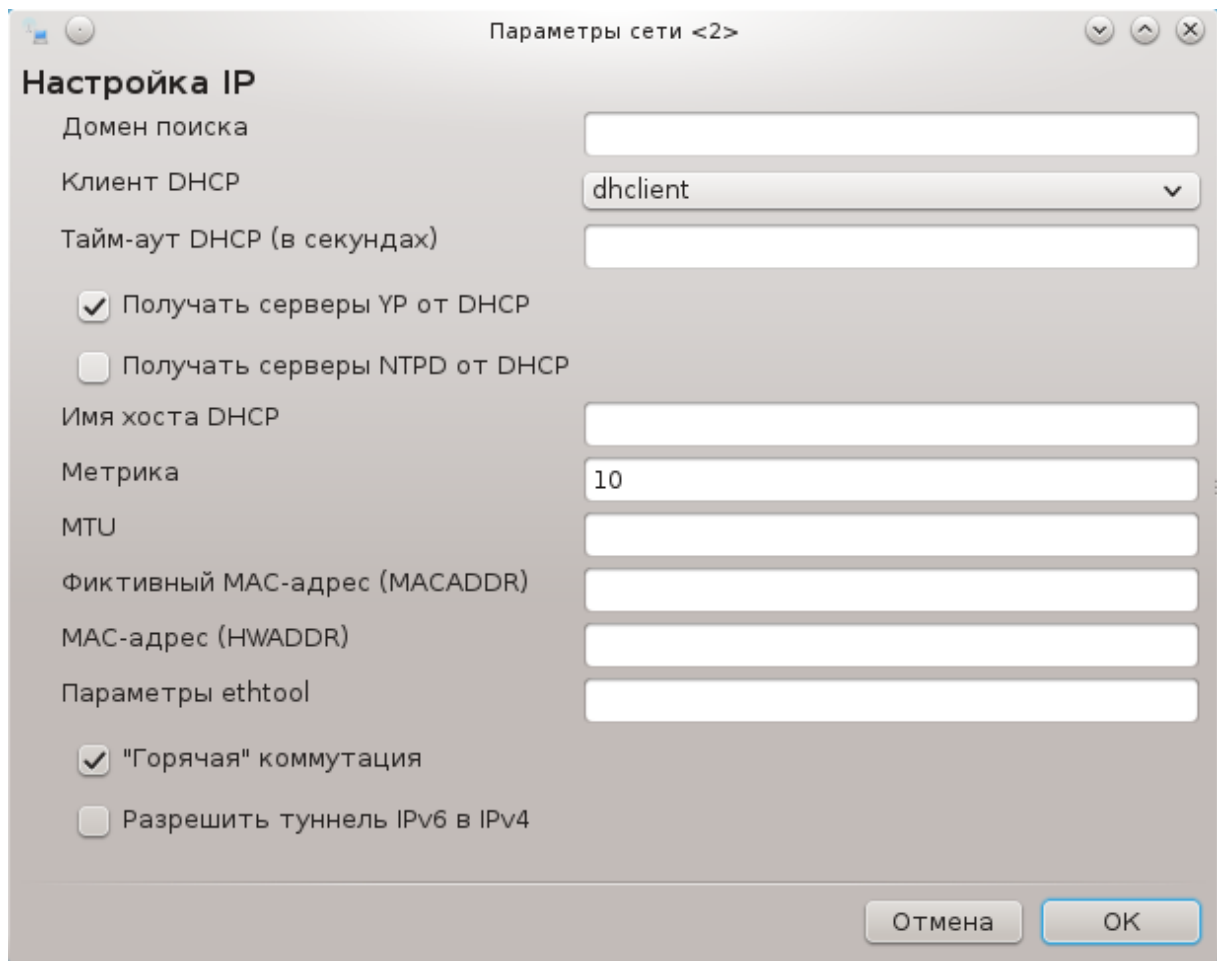 Параметры сети <2>
Настройка IP
Домен поиска
Клиент DHCP
dhclient
Тайм-аут DHCP (в секундах)
Получать серверы YP от DHCP
Получать серверы NTPD от DHCP
Имя хоста DHCP
Метрика
10
MTU
Фиктивный MAC-адрес (MACADDR)
MAC-адрес (HWADDR)
Параметры ethtool
"Горячая" коммутация
Разрешить туннель IPv6 в IPv4
Отмена
OK